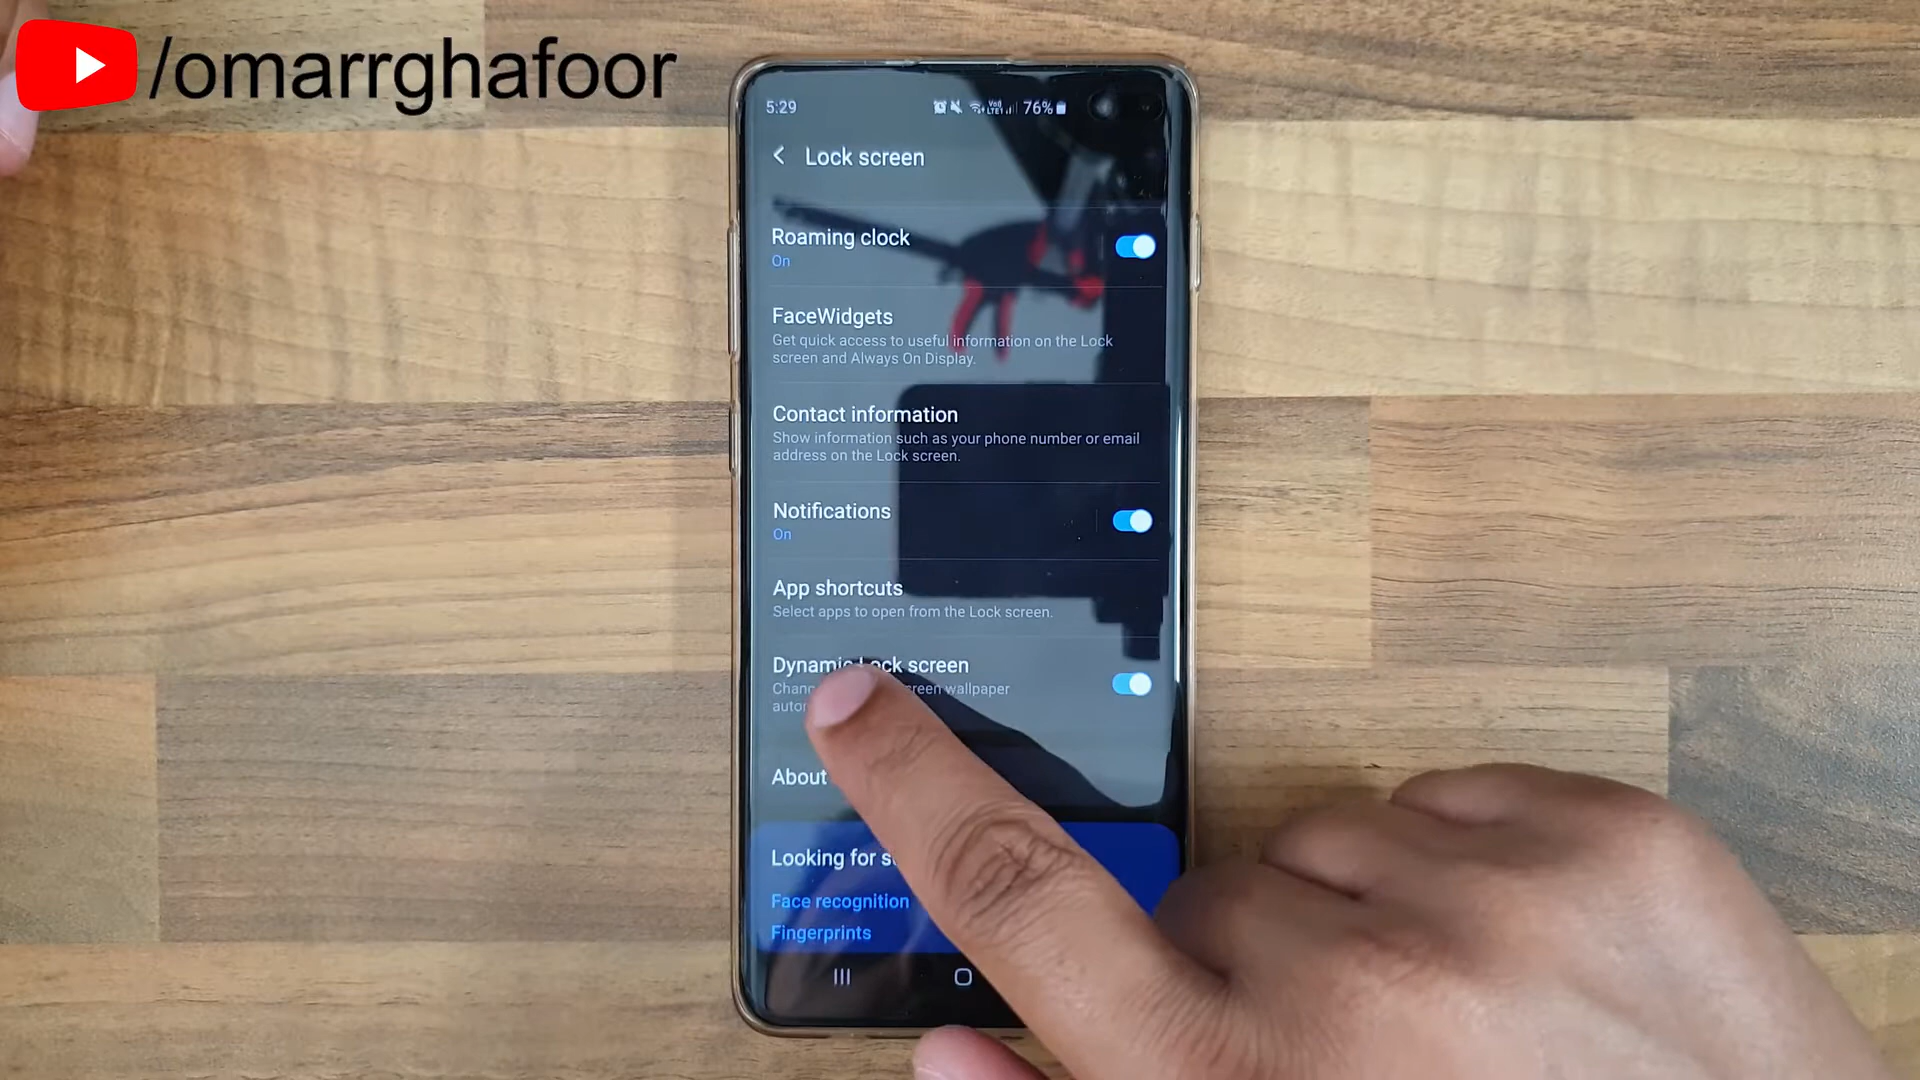 /omarrghafoor
5:29
76%
Lock screen
Roaming clock
On
FaceWidgets
Get quick access to useful information on the Lock
screen and Always On Display.
Contact information
Show information such as your phone number or email
address on the Lock screen.
Notifications
On
App shortcuts
Select apps to open from the Lock screen.
Dynamic Lock screen
screen wallpaper
About
Looking for
Face recognition
Fingerprints